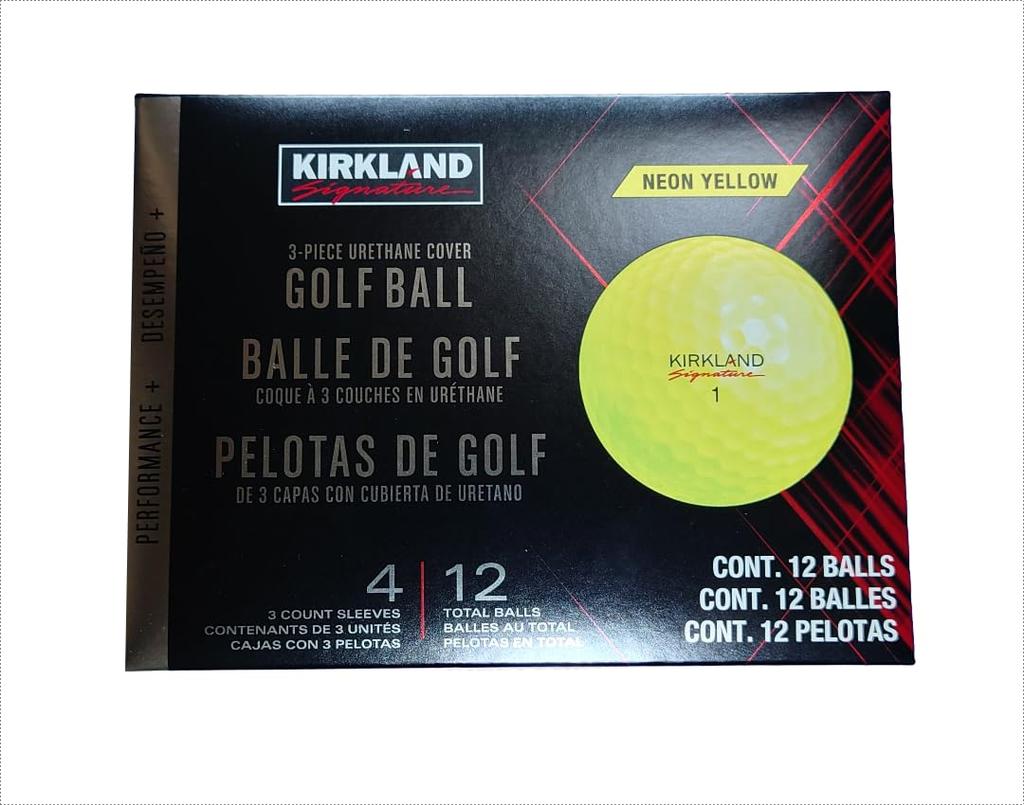 PERFORMANCE + DESEMPEÑO +
KIRKLAND
Signature
3-PIECE URETHANE COVER
GOLF BALL
BALLE DE GOLF
COQUE À 3 COUCHES EN URÉTHANE
PELOTAS DE GOLF
DE 3 CAPAS CON CUBIERTA DE URETANO
4
3 COUNT SLEEVES
CONTENANTS DE 3 UNITÉS
CAJAS CON 3 PELOTAS
12
TOTAL BALLS
BALLES AU TOTAL
PELOTAS EN TOTAL
NEON YELLOW
KIRKLAND
Signature
1
CONT. 12 BALLS
CONT. 12 BALLES
CONT. 12 PELOTAS